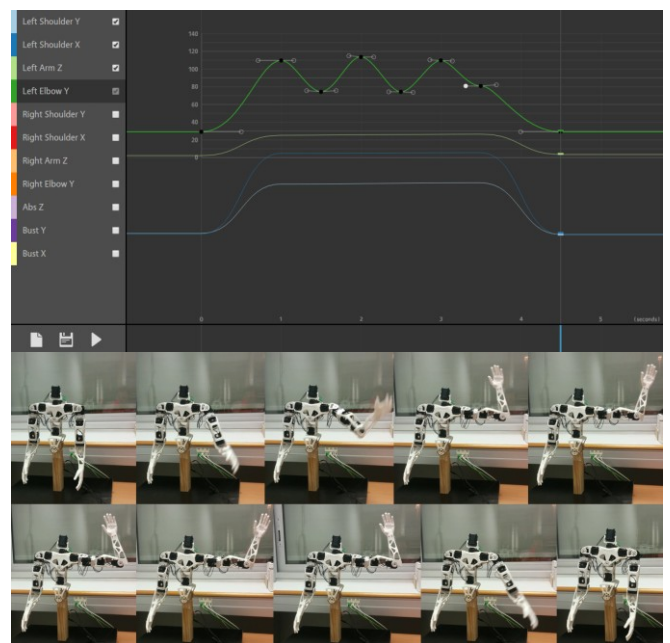 Left Shoulder Y
Left Shoulder X
Left Arm Z
Left Elbow Y
Right Shoulder Y
Right Shoulder X
Right Arm Z
Right Elbow Y
Abs Z
Bust Y
Bust X
140
120
100
80
60
40
20
0
0 1 2 3 4 5 (seconds)